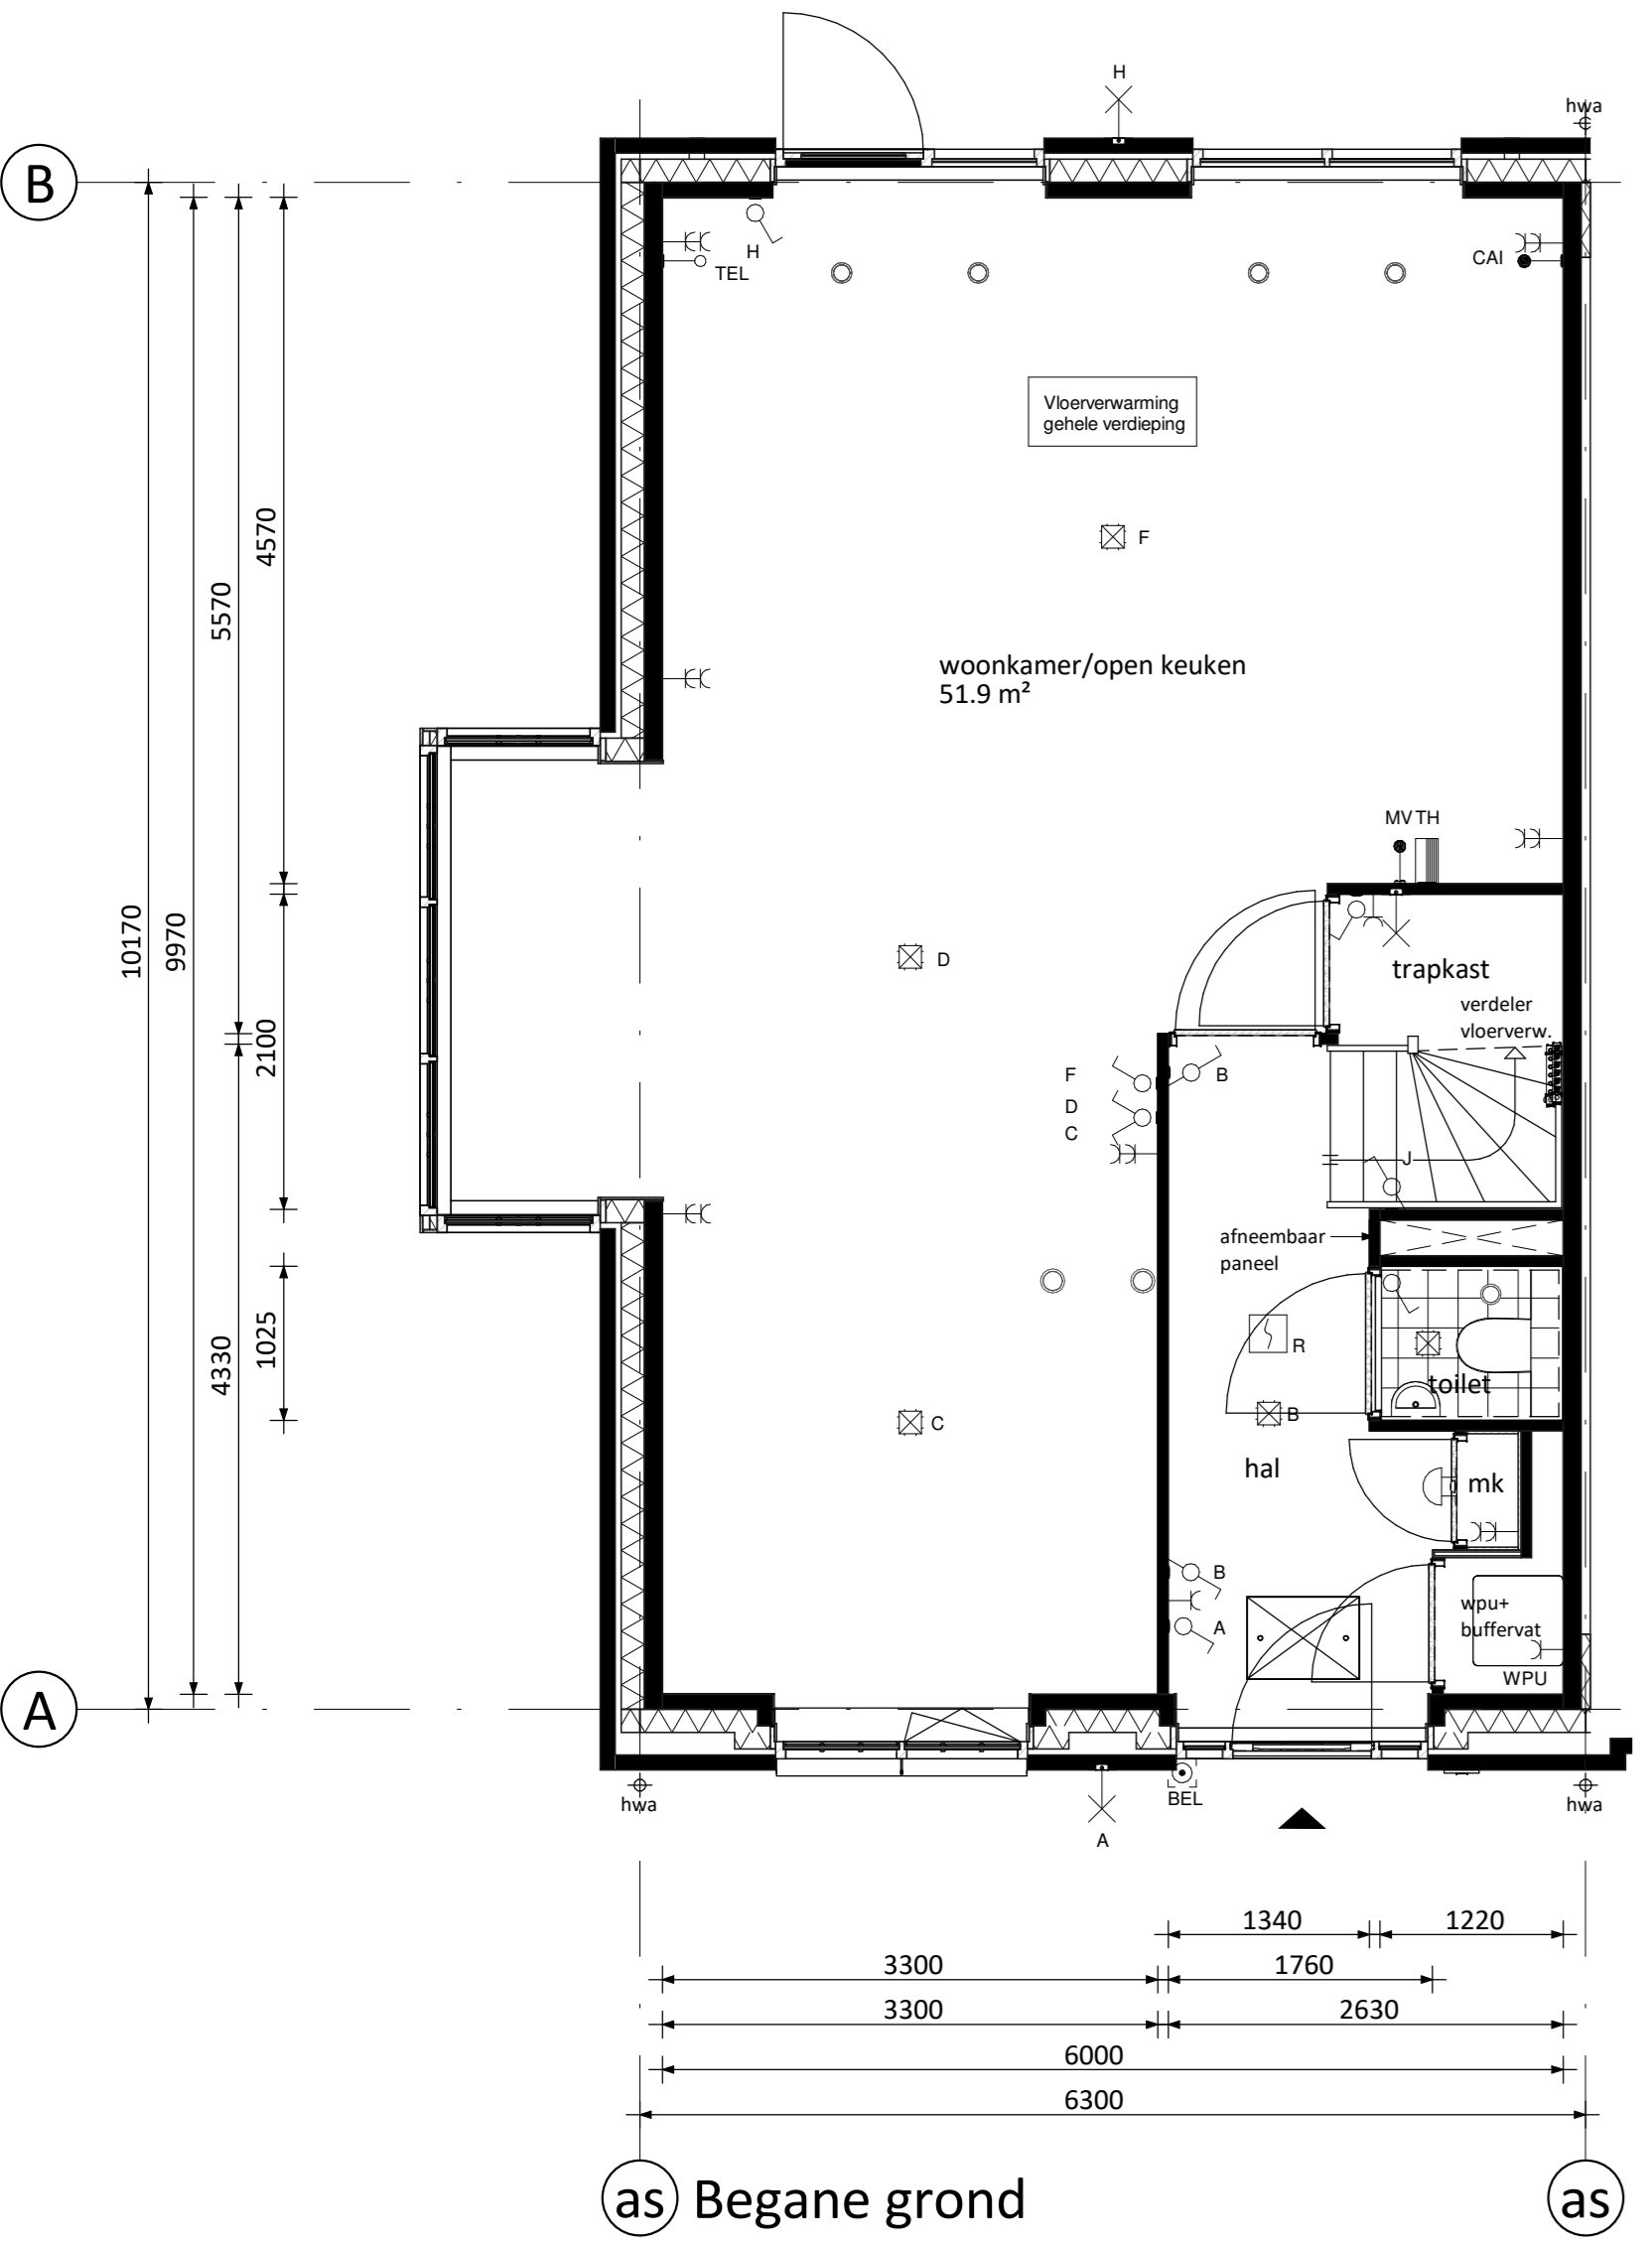 H
hwa
B
H
TEL
CAI
Vloerverwarming
gehele verdieping
4570
F
5570
woonkamer/open keuken
51.9 m²
MV TH
10170
9970
D
trapkast
verdeler
vloerverw.
2100
F
B
D
C
J
afneembaar
paneel
R
1025
4330
toilet
B
C
hal
mk
B
A
wpu+
buffervat
WPU
A
hwa
BEL
hwa
A
1340
1220
3300
1760
3300
2630
6000
6300
as
Begane grond
as